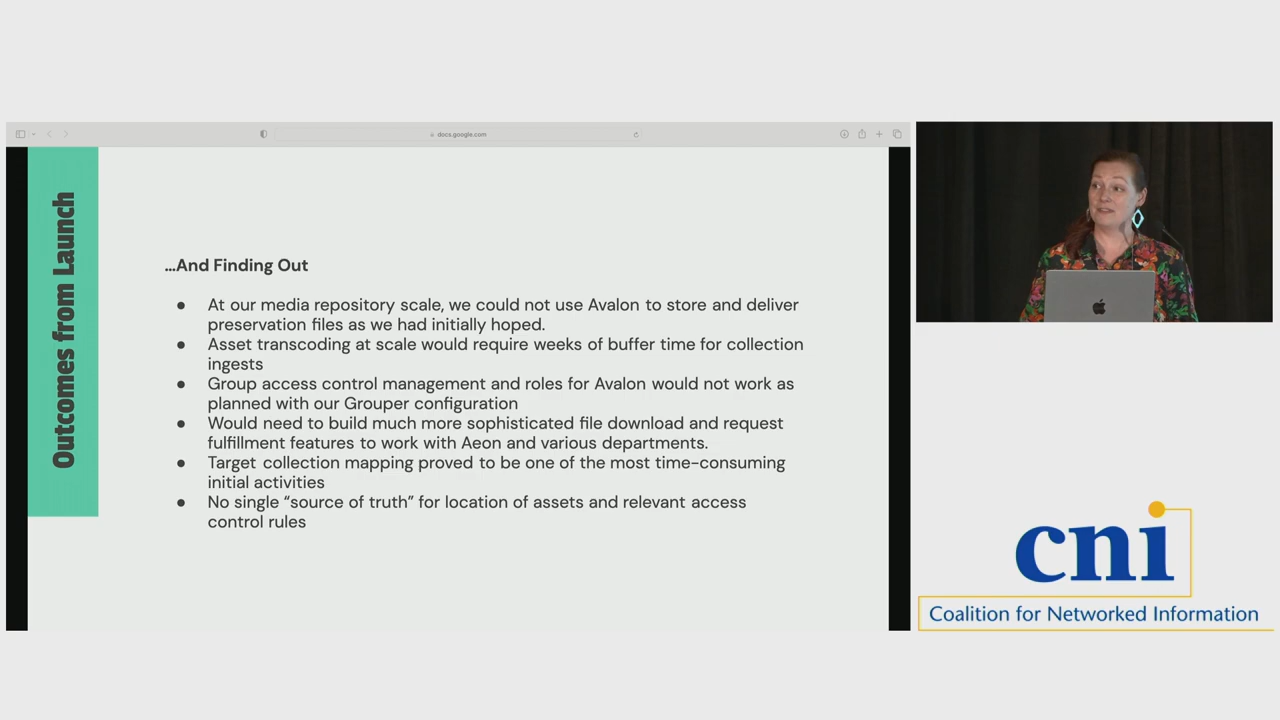 docs.google.com
Outcomes from Launch
...And Finding Out
● At our media repository scale, we could not use Avalon to store and deliver
preservation files as we had initially hoped.
● Asset transcoding at scale would require weeks of buffer time for collection
ingests
● Group access control management and roles for Avalon would not work as
planned with our Grouper configuration
● Would need to build much more sophisticated file download and request
fulfillment features to work with Aeon and various departments.
● Target collection mapping proved to be one of the most time-consuming
initial activities
● No single “source of truth” for location of assets and relevant access
control rules
cni
Coalition for Networked Information